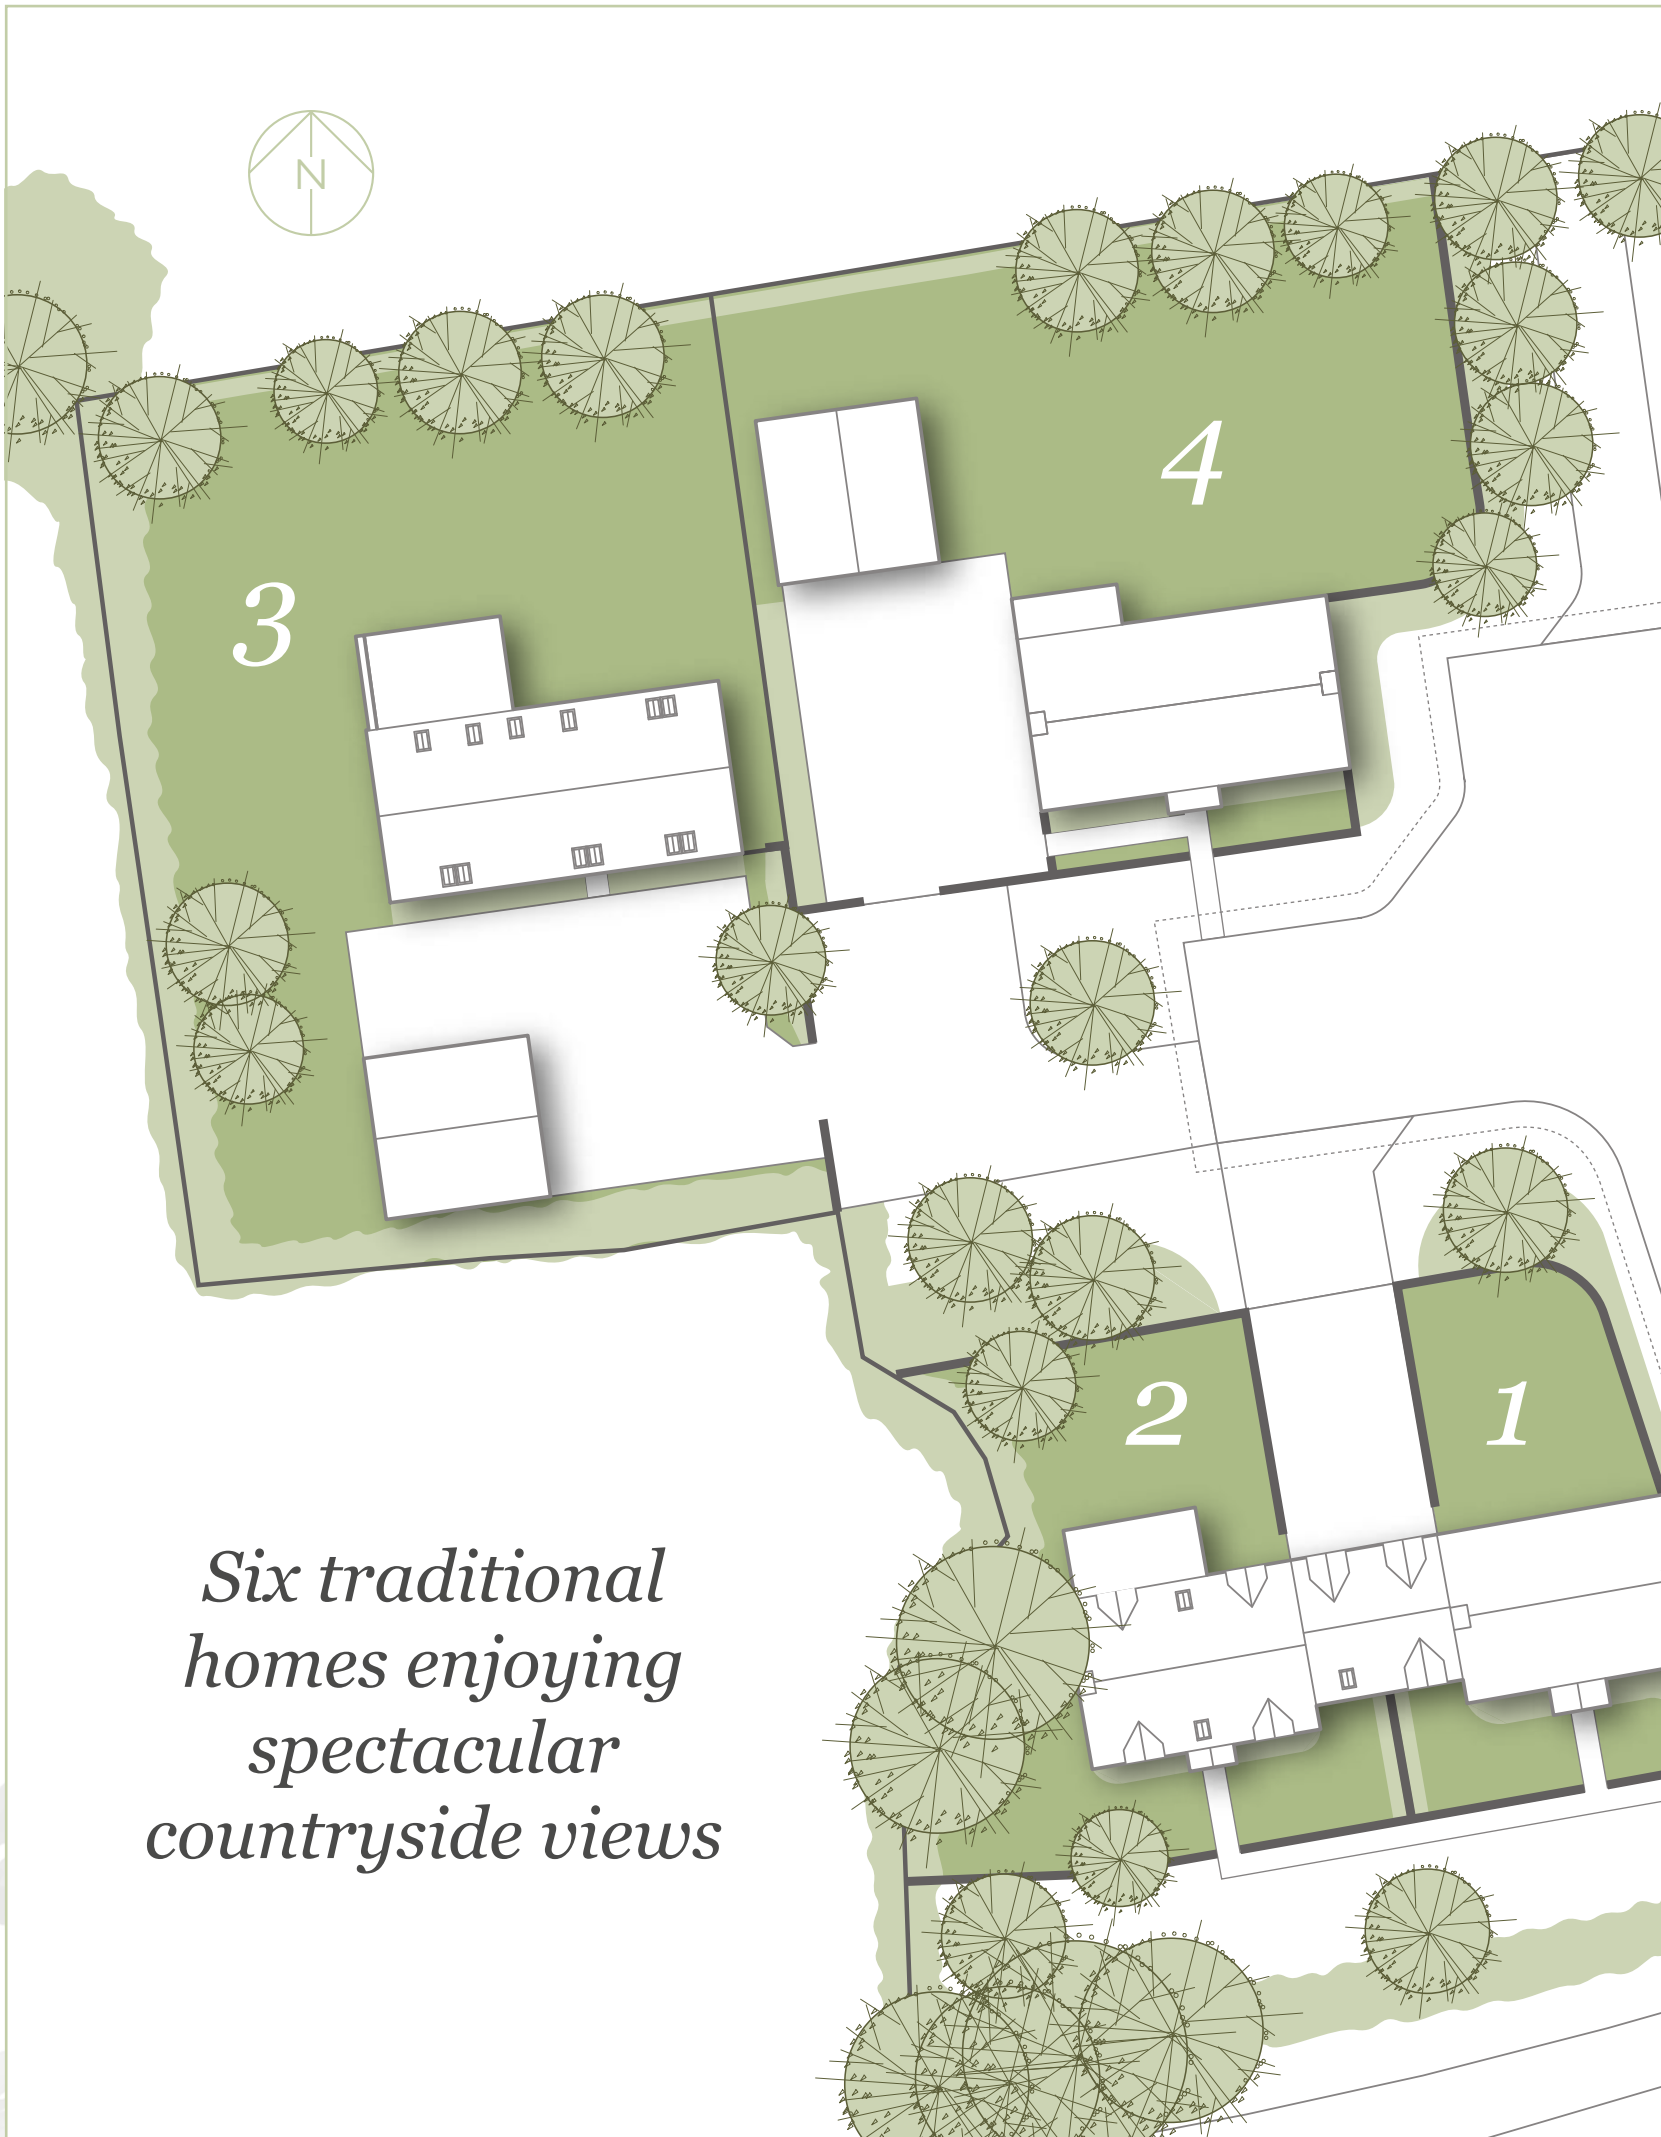 N
4
3
2
1
Six traditional
homes enjoying
spectacular
countryside views